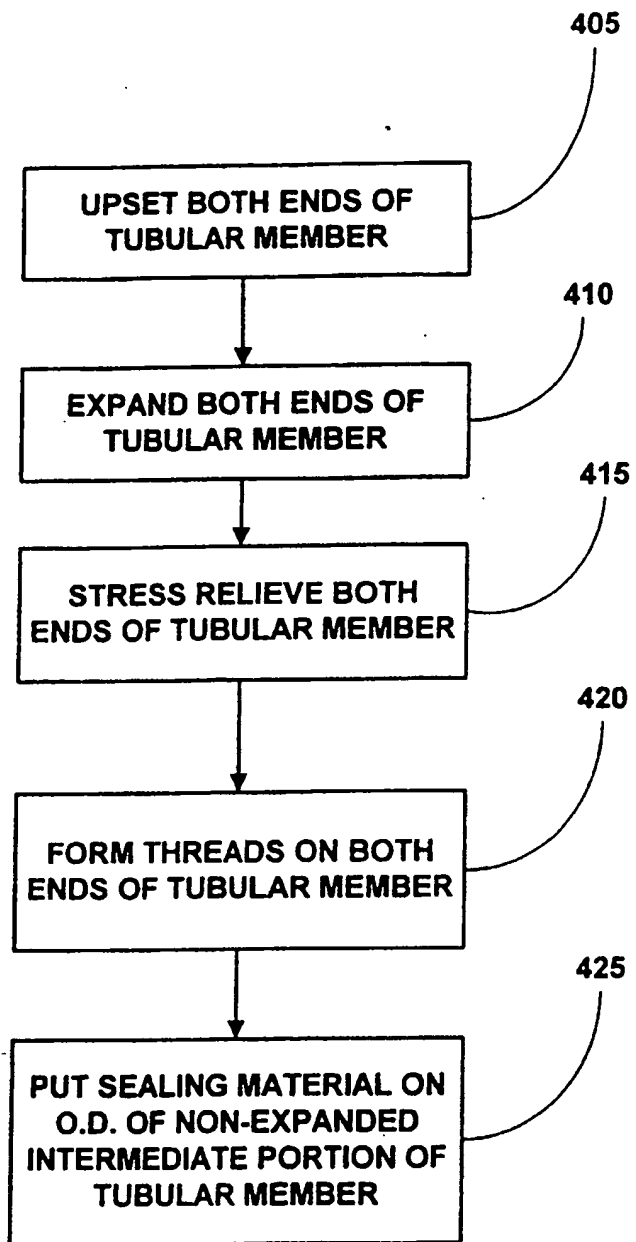 405
UPSET BOTH ENDS OF
TUBULAR MEMBER
410
EXPAND BOTH ENDS OF
TUBULAR MEMBER
415
STRESS RELIEVE BOTH
ENDS OF TUBULAR MEMBER
420
FORM THREADS ON BOTH
ENDS OF TUBULAR MEMBER
425
PUT SEALING MATERIAL ON
O.D. OF NON-EXPANDED
INTERMEDIATE PORTION OF
TUBULAR MEMBER